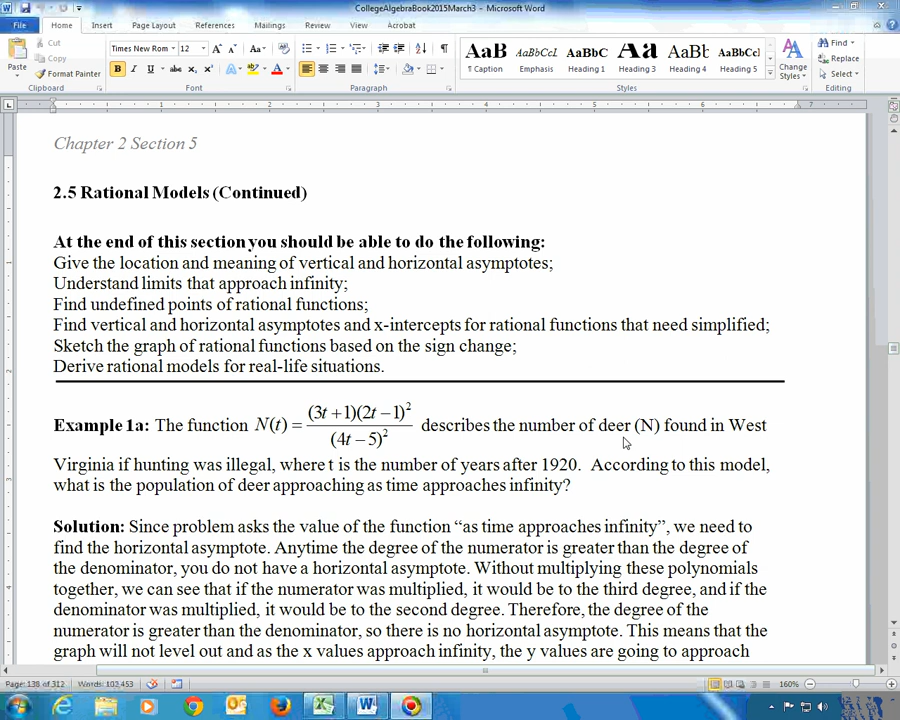 CollegeAlgebraBook2015March3 - Microsoft Word
File Home Insert Page Layout References Mailings Review View Acrobat
Paste
Cut
Copy
Format Painter
Clipboard
Times New Rom 12
B I U abc x₂ x²
Font
Paragraph
AaB AaBbCcL AaBbC Aa AaBb AaBbCc
¶ Caption Emphasis Heading 1 Heading 3 Heading 4 Heading 5
Change Styles
Styles
Find
Replace
Select
Editing
1 2 3 4 5 6 7
Chapter 2 Section 5
2.5 Rational Models (Continued)
At the end of this section you should be able to do the following:
Give the location and meaning of vertical and horizontal asymptotes;
Understand limits that approach infinity;
Find undefined points of rational functions;
Find vertical and horizontal asymptotes and x-intercepts for rational functions that need simplified;
Sketch the graph of rational functions based on the sign change;
Derive rational models for real-life situations.
Example 1a: The function N(t) = (3t+1)(2t−1)² / (4t−5)² describes the number of deer (N) found in West
Virginia if hunting was illegal, where t is the number of years after 1920. According to this model,
what is the population of deer approaching as time approaches infinity?
Solution: Since problem asks the value of the function “as time approaches infinity”, we need to
find the horizontal asymptote. Anytime the degree of the numerator is greater than the degree of
the denominator, you do not have a horizontal asymptote. Without multiplying these polynomials
together, we can see that if the numerator was multiplied, it would be to the third degree, and if the
denominator was multiplied, it would be to the second degree. Therefore, the degree of the
numerator is greater than the denominator, so there is no horizontal asymptote. This means that the
graph will not level out and as the x values approach infinity, the y values are going to approach
Page: 138 of 312 Words: 103,453 160%